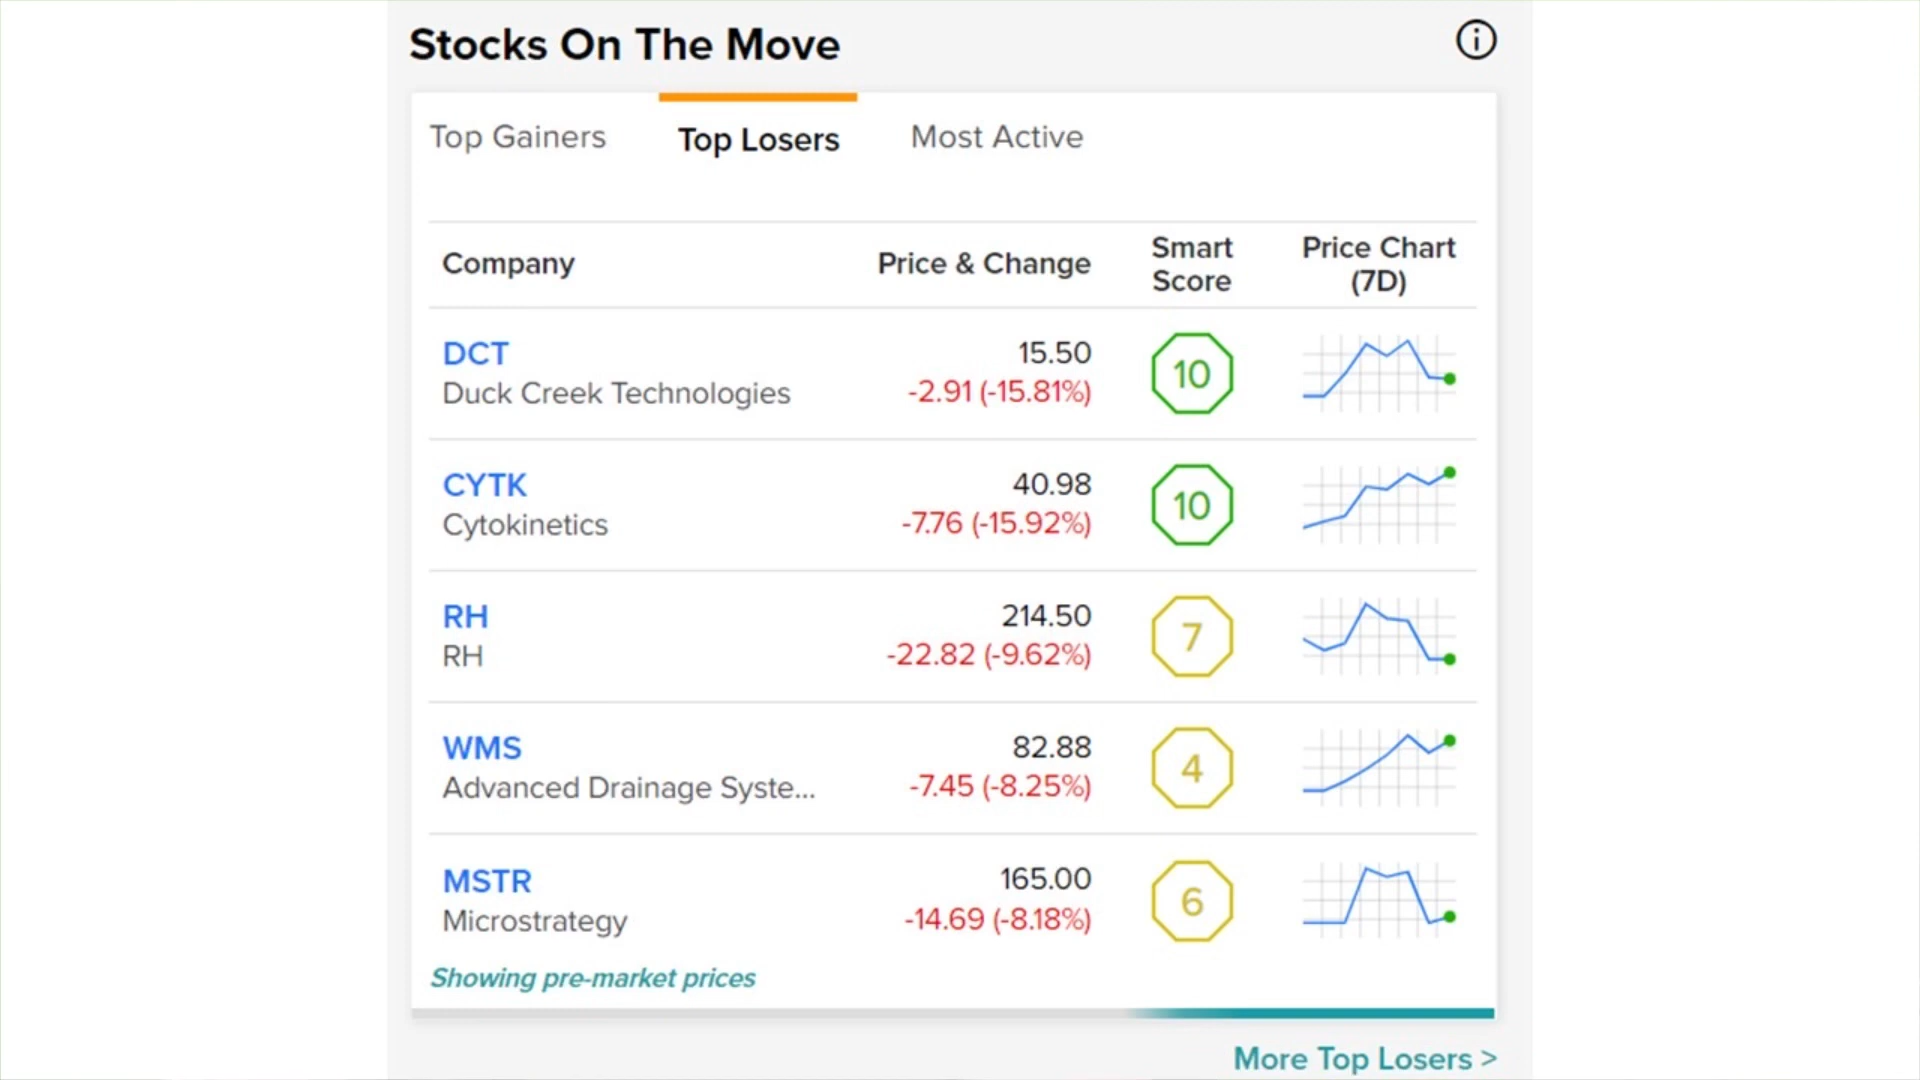 Stocks On The Move
Top Gainers Top Losers Most Active
Company Price & Change Smart Score Price Chart (7D)
DCT 15.50
Duck Creek Technologies -2.91 (-15.81%) 10
CYTK 40.98
Cytokinetics -7.76 (-15.92%) 10
RH 214.50
RH -22.82 (-9.62%) 7
WMS 82.88
Advanced Drainage Syste... -7.45 (-8.25%) 4
MSTR 165.00
Microstrategy -14.69 (-8.18%) 6
Showing pre-market prices
More Top Losers >